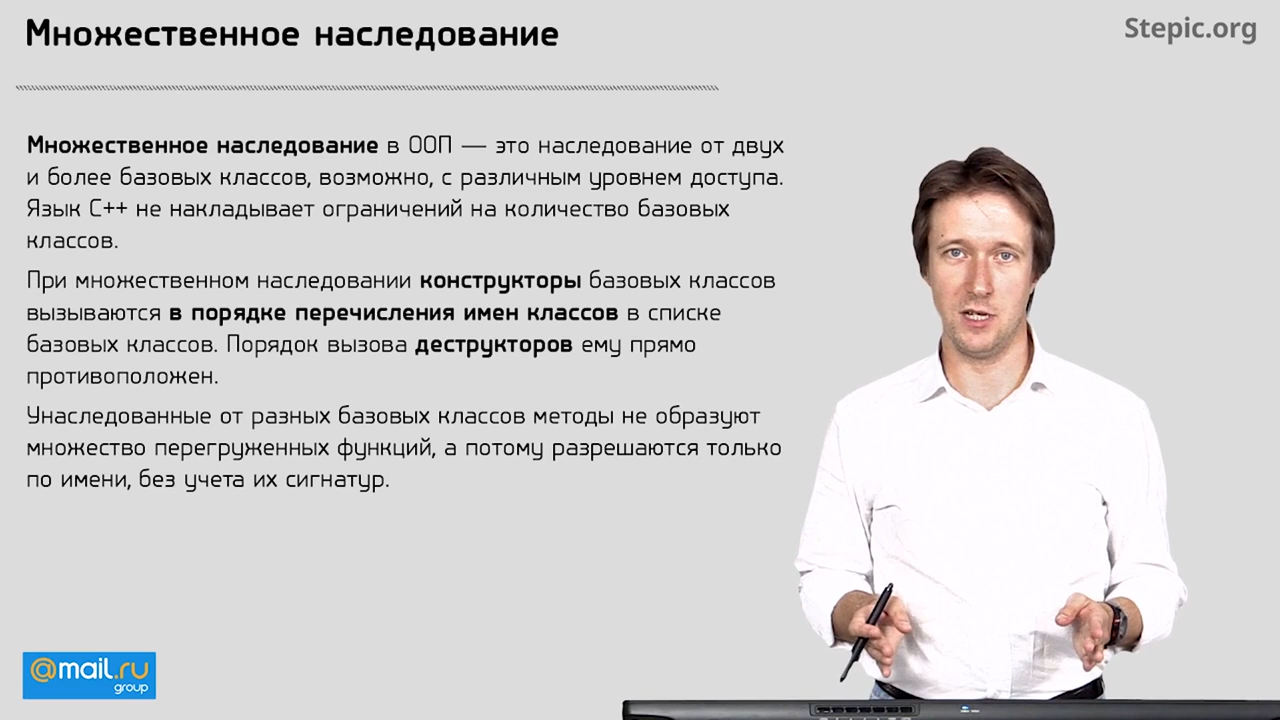 Множественное наследование
Stepic.org
Множественное наследование в ООП — это наследование от двух
и более базовых классов, возможно, с различным уровнем доступа.
Язык C++ не накладывает ограничений на количество базовых
классов.
При множественном наследовании конструкторы базовых классов
вызываются в порядке перечисления имен классов в списке
базовых классов. Порядок вызова деструкторов ему прямо
противоположен.
Унаследованные от разных базовых классов методы не образуют
множество перегруженных функций, а потому разрешаются только
по имени, без учета их сигнатур.
@mail.ru
group